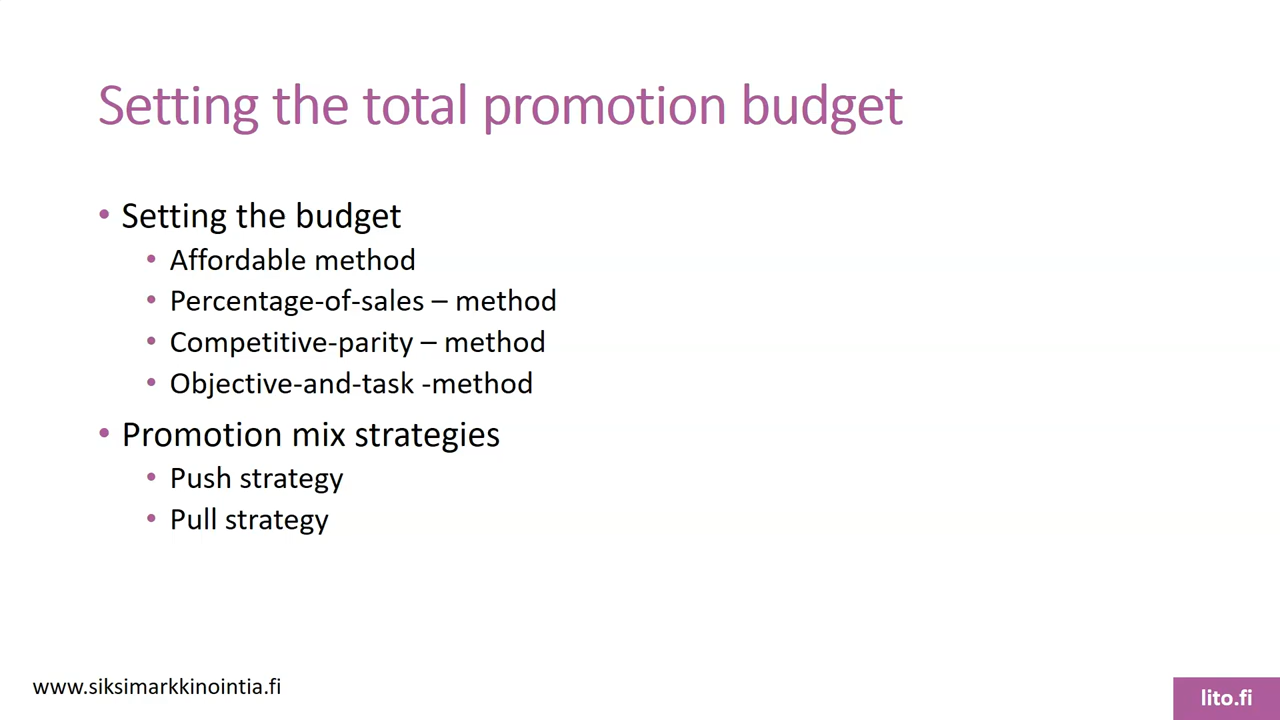 Setting the total promotion budget
• Setting the budget
• Affordable method
• Percentage-of-sales – method
• Competitive-parity – method
• Objective-and-task -method
• Promotion mix strategies
• Push strategy
• Pull strategy
www.siksimarkkinointia.fi
lito.fi